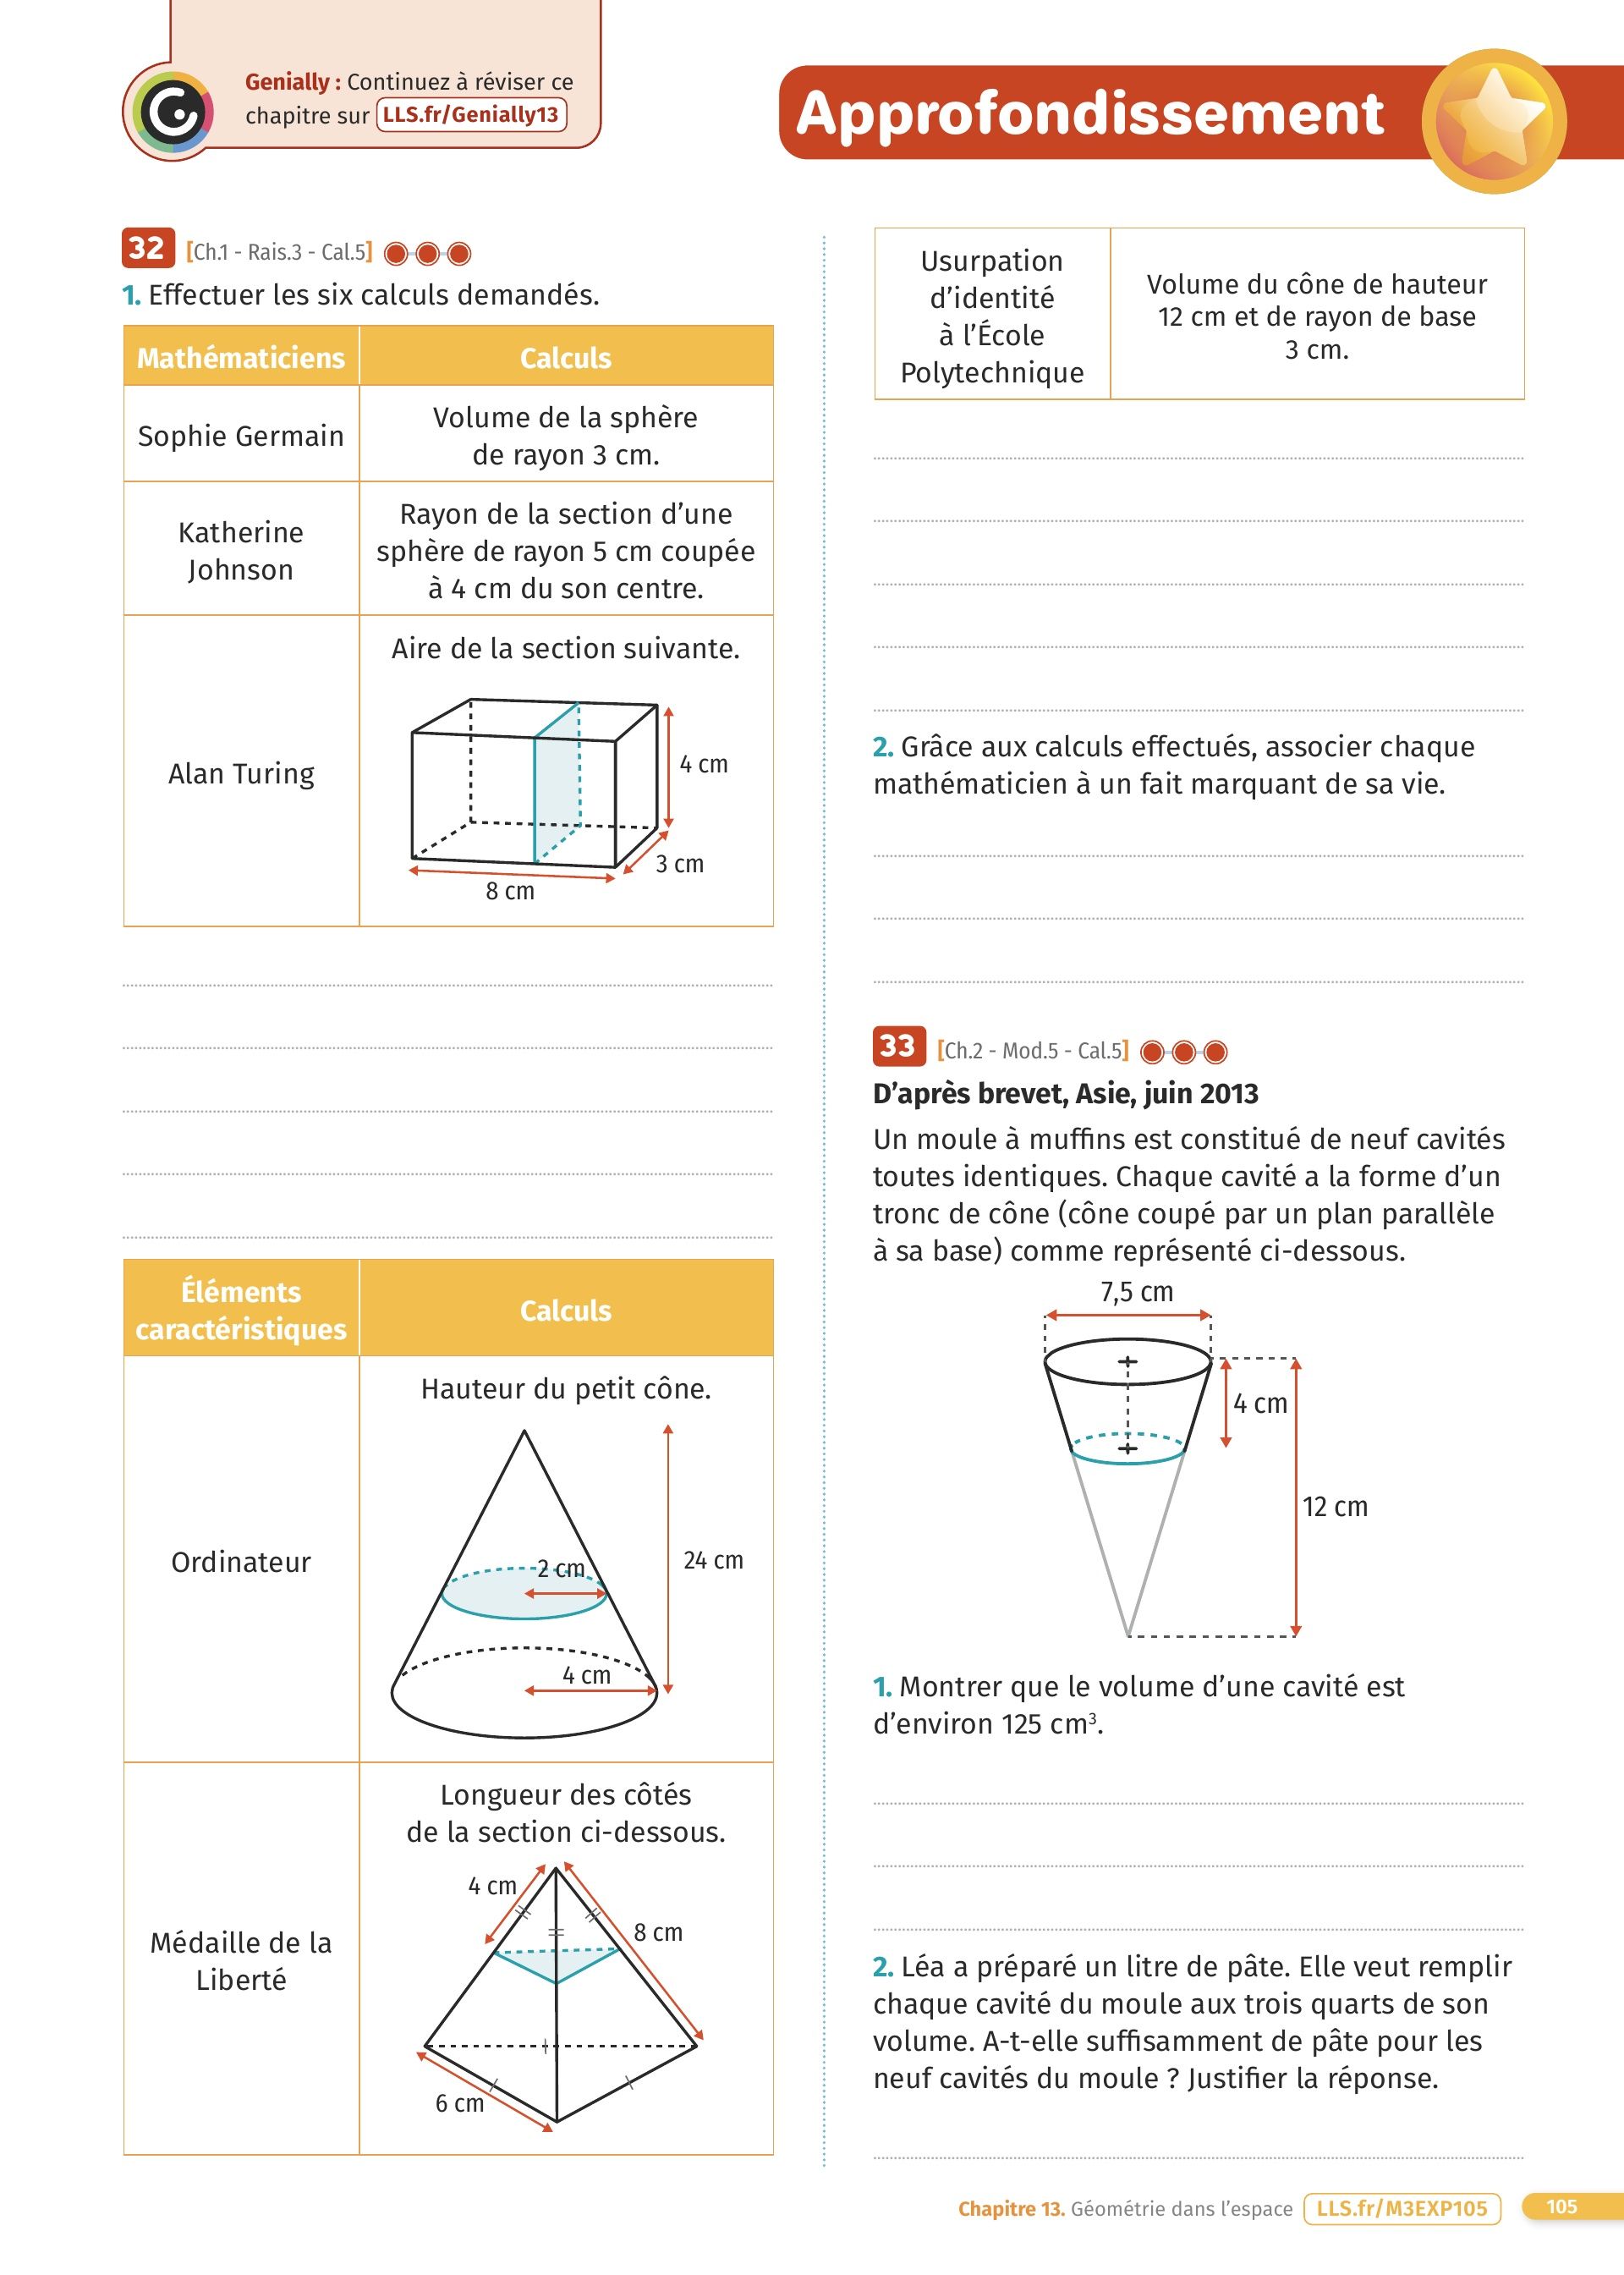 Genially : Continuez à réviser ce
chapitre sur LLS.fr/Genially13
Approfondissement
32 [Ch.1 - Rais.3 - Cal.5]
1. Effectuer les six calculs demandés.
Mathématiciens
Calculs
Sophie Germain
Volume de la sphère
de rayon 3 cm.
Katherine
Johnson
Rayon de la section d’une
sphère de rayon 5 cm coupée
à 4 cm du son centre.
Alan Turing
Aire de la section suivante.
4 cm
3 cm
8 cm
Éléments
caractéristiques
Calculs
Ordinateur
Hauteur du petit cône.
2 cm
24 cm
4 cm
Médaille de la
Liberté
Longueur des côtés
de la section ci-dessous.
4 cm
8 cm
6 cm
Usurpation
d’identité
à l’École
Polytechnique
Volume du cône de hauteur
12 cm et de rayon de base
3 cm.
2. Grâce aux calculs effectués, associer chaque
mathématicien à un fait marquant de sa vie.
33 [Ch.2 - Mod.5 - Cal.5]
D’après brevet, Asie, juin 2013
Un moule à muffins est constitué de neuf cavités
toutes identiques. Chaque cavité a la forme d’un
tronc de cône (cône coupé par un plan parallèle
à sa base) comme représenté ci-dessous.
7,5 cm
4 cm
12 cm
1. Montrer que le volume d’une cavité est
d’environ 125 cm³.
2. Léa a préparé un litre de pâte. Elle veut remplir
chaque cavité du moule aux trois quarts de son
volume. A-t-elle suffisamment de pâte pour les
neuf cavités du moule ? Justifier la réponse.
Chapitre 13. Géométrie dans l’espace LLS.fr/M3EXP105 105